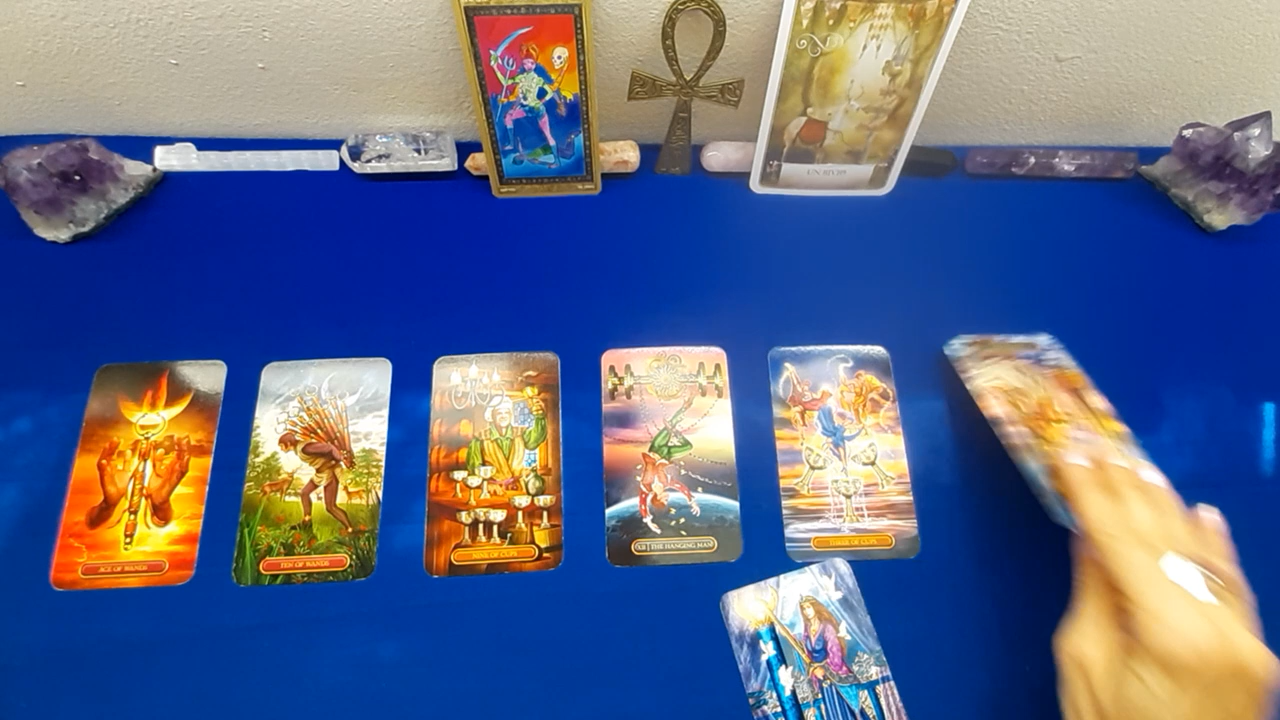 ACE OF WANDS
TEN OF WANDS
NINE OF CUPS
XII THE HANGING MAN
THREE OF CUPS